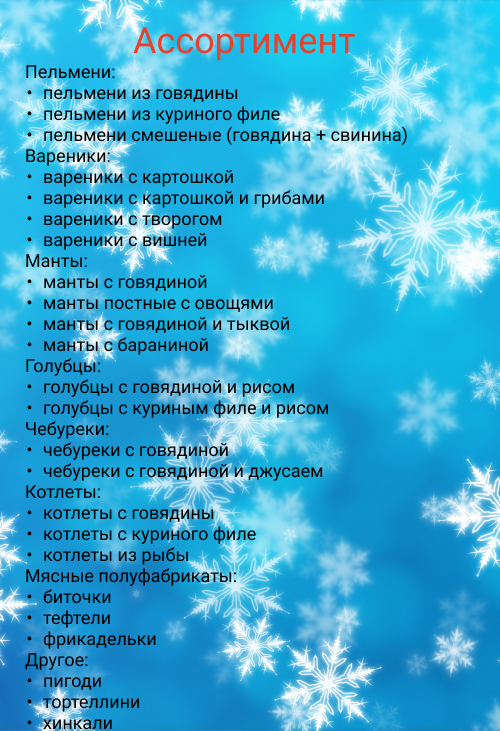 Ассортимент
Пельмени:
• пельмени из говядины
• пельмени из куриного филе
• пельмени смешеные (говядина + свинина)
Вареники:
• вареники с картошкой
• вареники с картошкой и грибами
• вареники с творогом
• вареники с вишней
Манты:
• манты с говядиной
• манты постные с овощями
• манты с говядиной и тыквой
• манты с бараниной
Голубцы:
• голубцы с говядиной и рисом
• голубцы с куриным филе и рисом
Чебуреки:
• чебуреки с говядиной
• чебуреки с говядиной и джусаем
Котлеты:
• котлеты с говядины
• котлеты с куриного филе
• котлеты из рыбы
Мясные полуфабрикаты:
• биточки
• тефтели
• фрикадельки
Другое:
• пигоди
• тортеллини
• хинкали